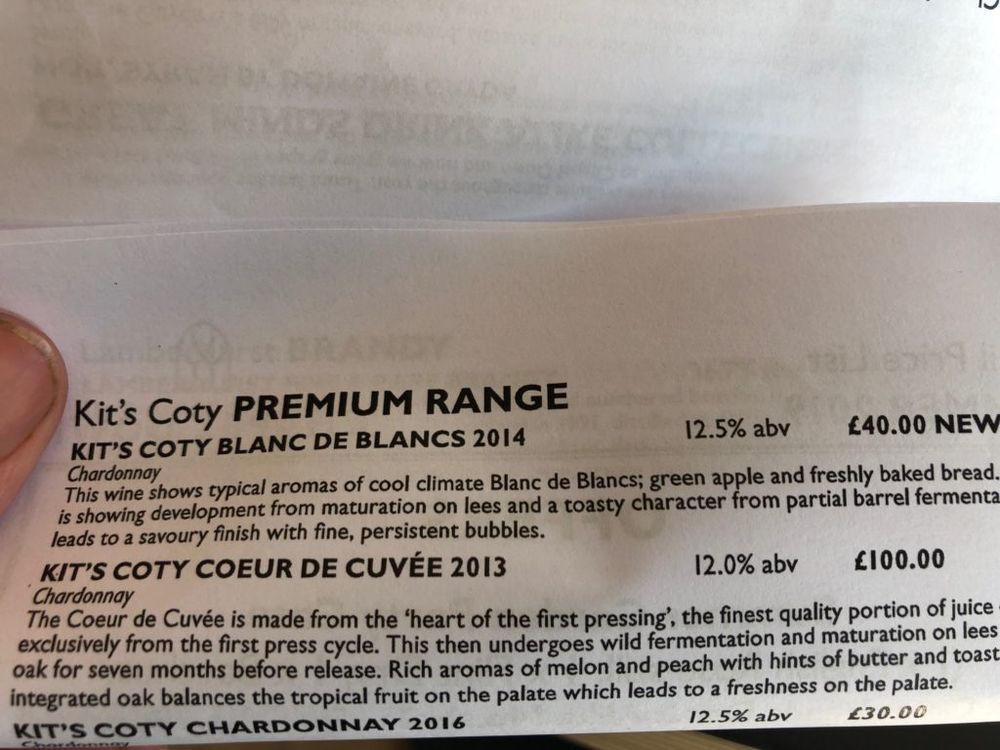 Kit's Coty PREMIUM RANGE
KIT'S COTY BLANC DE BLANCS 2014 12.5% abv £40.00 NEW
Chardonnay
This wine shows typical aromas of cool climate Blanc de Blancs; green apple and freshly baked bread.
is showing development from maturation on lees and a toasty character from partial barrel fermenta
leads to a savoury finish with fine, persistent bubbles.
KIT'S COTY COEUR DE CUVÉE 2013 12.0% abv £100.00
Chardonnay
The Coeur de Cuvée is made from the 'heart of the first pressing', the finest quality portion of juice
exclusively from the first press cycle. This then undergoes wild fermentation and maturation on lees
oak for seven months before release. Rich aromas of melon and peach with hints of butter and toast
integrated oak balances the tropical fruit on the palate which leads to a freshness on the palate.
KIT'S COTY CHARDONNAY 2016 12.5% abv £30.00
Chardonnay